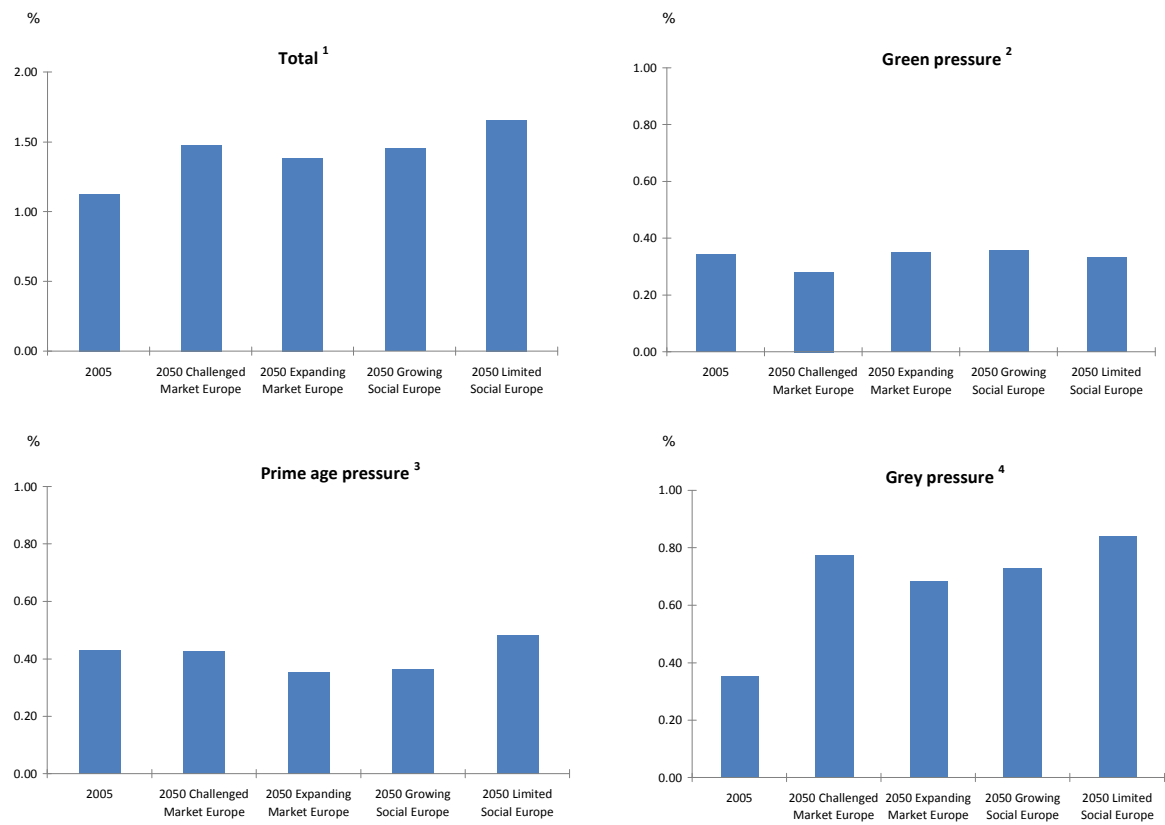 %
Total 1
2.00
1.50
1.00
0.50
0.00
2005
2050 Challenged
Market Europe
2050 Expanding
Market Europe
2050 Growing
Social Europe
2050 Limited
Social Europe
%
Green pressure 2
1.00
0.80
0.60
0.40
0.20
0.00
2005
2050 Challenged
Market Europe
2050 Expanding
Market Europe
2050 Growing
Social Europe
2050 Limited
Social Europe
%
Prime age pressure 3
1.00
0.80
0.60
0.40
0.20
0.00
2005
2050 Challenged
Market Europe
2050 Expanding
Market Europe
2050 Growing
Social Europe
2050 Limited
Social Europe
%
Grey pressure 4
1.00
0.80
0.60
0.40
0.20
0.00
2005
2050 Challenged
Market Europe
2050 Expanding
Market Europe
2050 Growing
Social Europe
2050 Limited
Social Europe